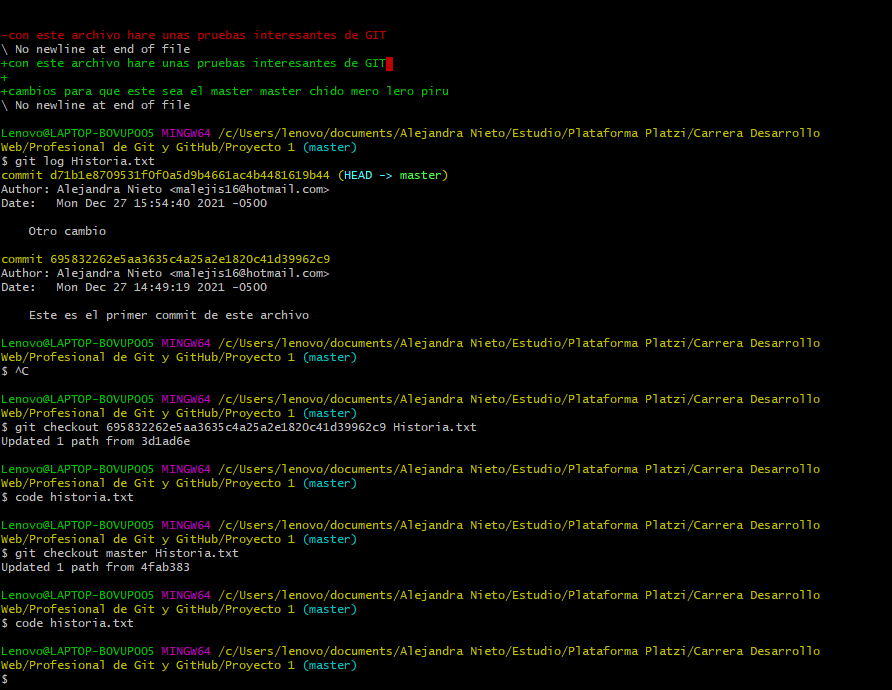 -con este archivo hare unas pruebas interesantes de GIT
\ No newline at end of file
+con este archivo hare unas pruebas interesantes de GIT
+
+cambios para que este sea el master master chido mero lero piru
\ No newline at end of file
Lenovo@LAPTOP-BOVUPOO5 MINGW64 /c/Users/lenovo/documents/Alejandra Nieto/Estudio/Plataforma Platzi/Carrera Desarrollo
Web/Profesional de Git y GitHub/Proyecto 1 (master)
$ git log Historia.txt
commit d71b1e8709531f0f0a5d9b4661ac4b4481619b44 (HEAD -> master)
Author: Alejandra Nieto <malejis16@hotmail.com>
Date:   Mon Dec 27 15:54:40 2021 -0500
    Otro cambio
commit 695832262e5aa3635c4a25a2e1820c41d39962c9
Author: Alejandra Nieto <malejis16@hotmail.com>
Date:   Mon Dec 27 14:49:19 2021 -0500
    Este es el primer commit de este archivo
Lenovo@LAPTOP-BOVUPOO5 MINGW64 /c/Users/lenovo/documents/Alejandra Nieto/Estudio/Plataforma Platzi/Carrera Desarrollo
Web/Profesional de Git y GitHub/Proyecto 1 (master)
$ ^C
Lenovo@LAPTOP-BOVUPOO5 MINGW64 /c/Users/lenovo/documents/Alejandra Nieto/Estudio/Plataforma Platzi/Carrera Desarrollo
Web/Profesional de Git y GitHub/Proyecto 1 (master)
$ git checkout 695832262e5aa3635c4a25a2e1820c41d39962c9 Historia.txt
Updated 1 path from 3d1ad6e
Lenovo@LAPTOP-BOVUPOO5 MINGW64 /c/Users/lenovo/documents/Alejandra Nieto/Estudio/Plataforma Platzi/Carrera Desarrollo
Web/Profesional de Git y GitHub/Proyecto 1 (master)
$ code historia.txt
Lenovo@LAPTOP-BOVUPOO5 MINGW64 /c/Users/lenovo/documents/Alejandra Nieto/Estudio/Plataforma Platzi/Carrera Desarrollo
Web/Profesional de Git y GitHub/Proyecto 1 (master)
$ git checkout master Historia.txt
Updated 1 path from 4fab383
Lenovo@LAPTOP-BOVUPOO5 MINGW64 /c/Users/lenovo/documents/Alejandra Nieto/Estudio/Plataforma Platzi/Carrera Desarrollo
Web/Profesional de Git y GitHub/Proyecto 1 (master)
$ code historia.txt
Lenovo@LAPTOP-BOVUPOO5 MINGW64 /c/Users/lenovo/documents/Alejandra Nieto/Estudio/Plataforma Platzi/Carrera Desarrollo
Web/Profesional de Git y GitHub/Proyecto 1 (master)
$